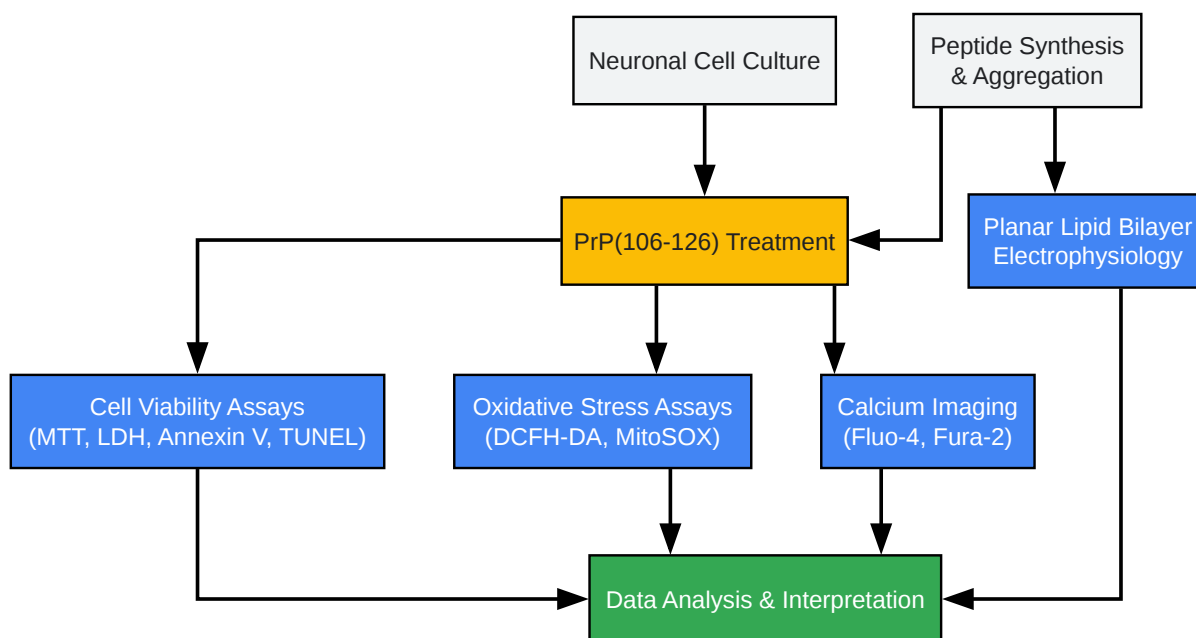 Neuronal Cell Culture
Peptide Synthesis
& Aggregation
PrP(106-126) Treatment
Planar Lipid Bilayer
Electrophysiology
Cell Viability Assays
(MTT, LDH, Annexin V, TUNEL)
Oxidative Stress Assays
(DCFH-DA, MitoSOX)
Calcium Imaging
(Fluo-4, Fura-2)
Data Analysis & Interpretation